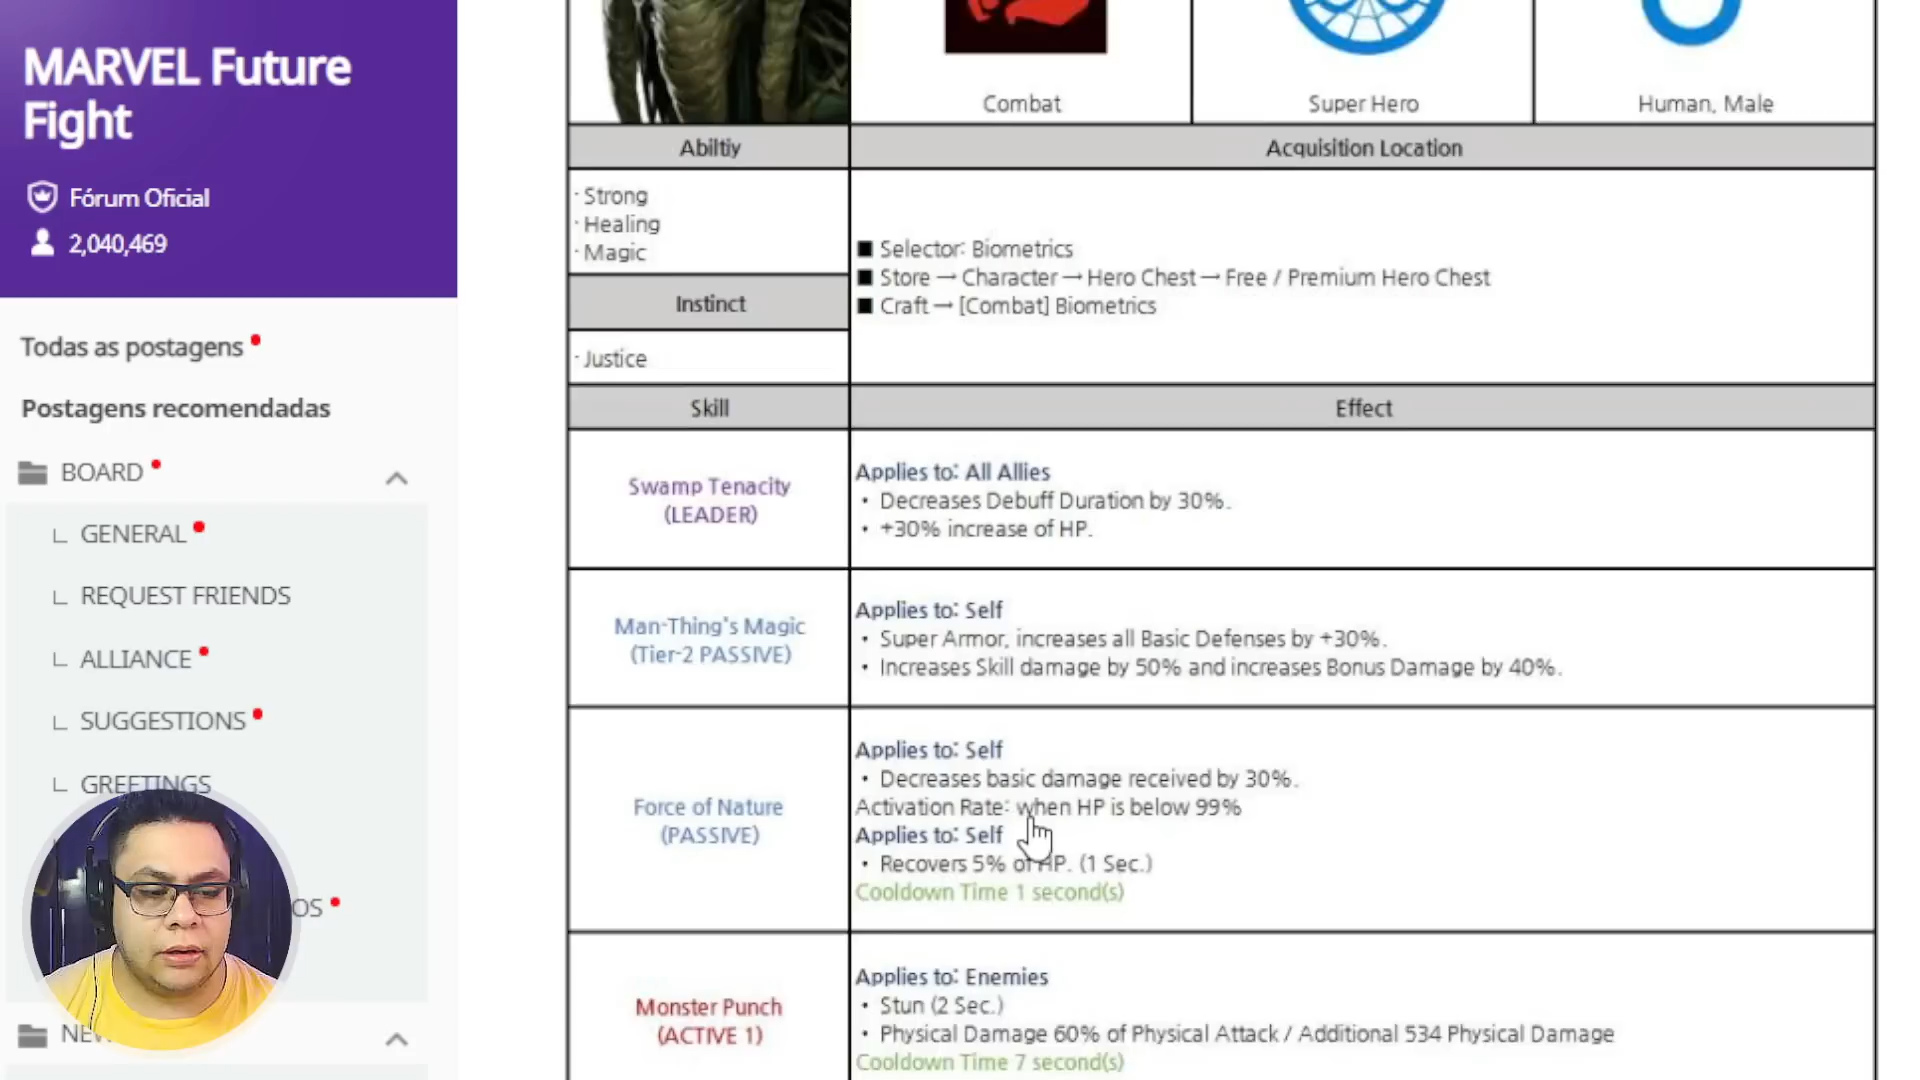 MARVEL Future
Fight
Fórum Oficial
2,040,469
Todas as postagens
Postagens recomendadas
BOARD
GENERAL
REQUEST FRIENDS
ALLIANCE
SUGGESTIONS
GREETINGS
OS
Combat
Super Hero
Human, Male
Abiltiy
Acquisition Location
· Strong
· Healing
· Magic
■ Selector: Biometrics
■ Store → Character → Hero Chest → Free / Premium Hero Chest
■ Craft → [Combat] Biometrics
Instinct
· Justice
Skill
Effect
Swamp Tenacity
(LEADER)
Applies to: All Allies
• Decreases Debuff Duration by 30%.
• +30% increase of HP.
Man-Thing's Magic
(Tier-2 PASSIVE)
Applies to: Self
• Super Armor, increases all Basic Defenses by +30%.
• Increases Skill damage by 50% and increases Bonus Damage by 40%.
Force of Nature
(PASSIVE)
Applies to: Self
• Decreases basic damage received by 30%.
Activation Rate: when HP is below 99%
Applies to: Self
• Recovers 5% of HP. (1 Sec.)
Cooldown Time 1 second(s)
Monster Punch
(ACTIVE 1)
Applies to: Enemies
• Stun (2 Sec.)
• Physical Damage 60% of Physical Attack / Additional 534 Physical Damage
Cooldown Time 7 second(s)